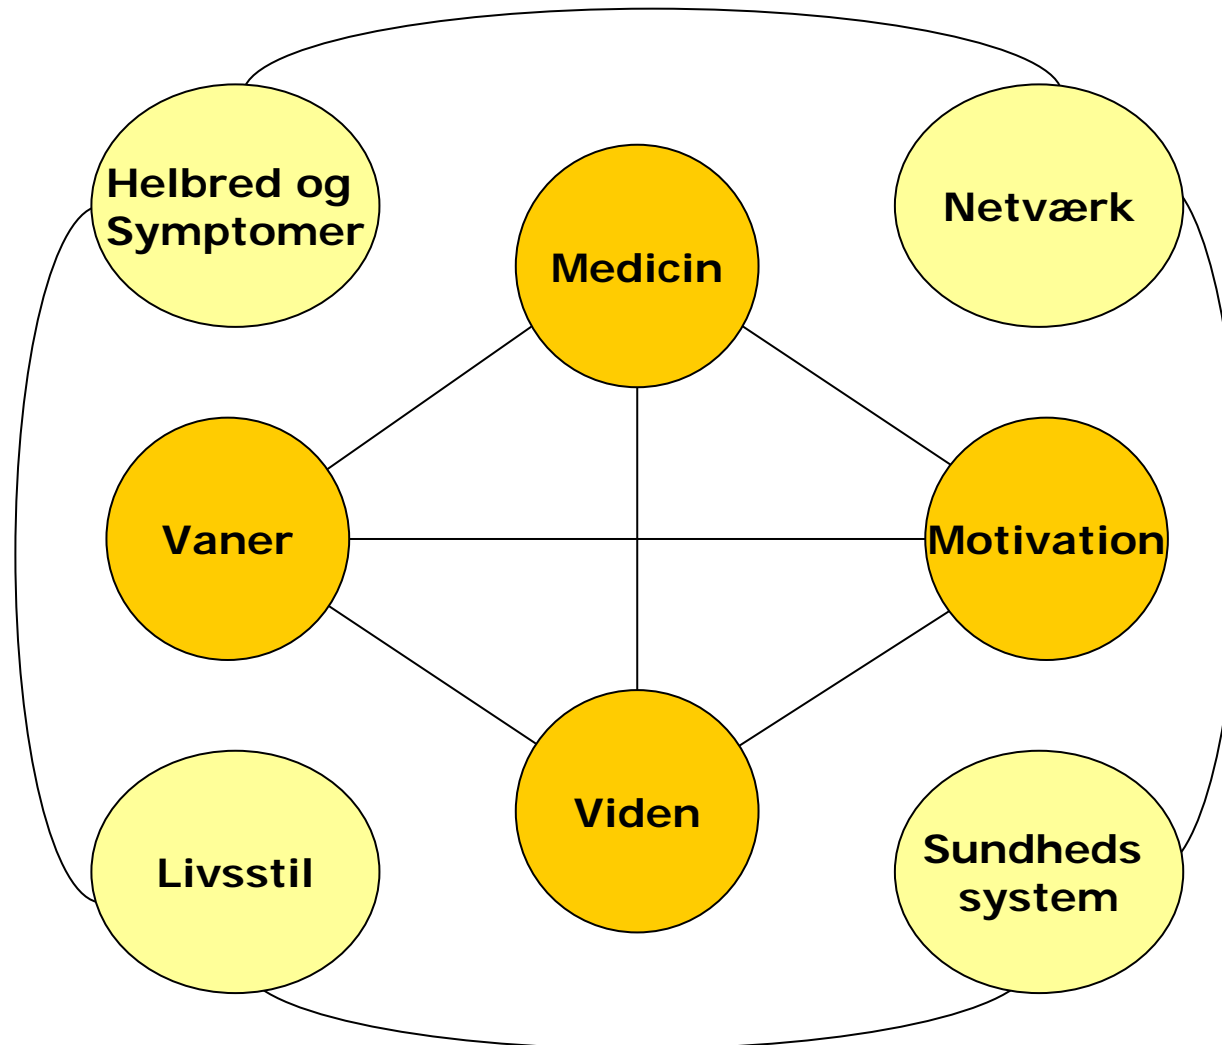 Helbred og
Symptomer
Netværk
Medicin
Vaner
Motivation
Viden
Livsstil
Sundheds
system